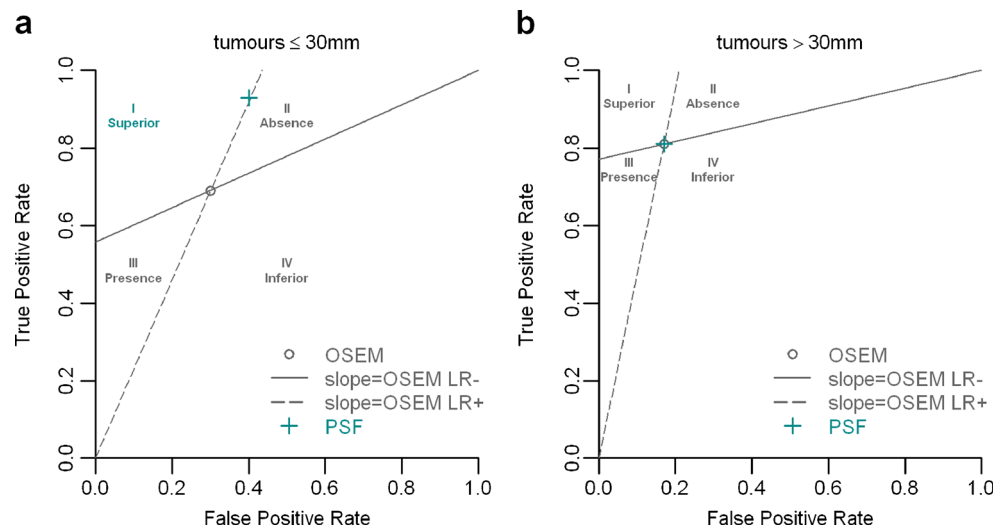 a
tumours ≤ 30mm
True Positive Rate
1.0
0.8
0.6
0.4
0.2
0.0
I
Superior
II
Absence
III
Presence
IV
Inferior
OSEM
slope=OSEM LR-
slope=OSEM LR+
PSF
0.0 0.2 0.4 0.6 0.8 1.0
False Positive Rate
b
tumours > 30mm
True Positive Rate
1.0
0.8
0.6
0.4
0.2
0.0
I
Superior
II
Absence
III
Presence
IV
Inferior
OSEM
slope=OSEM LR-
slope=OSEM LR+
PSF
0.0 0.2 0.4 0.6 0.8 1.0
False Positive Rate